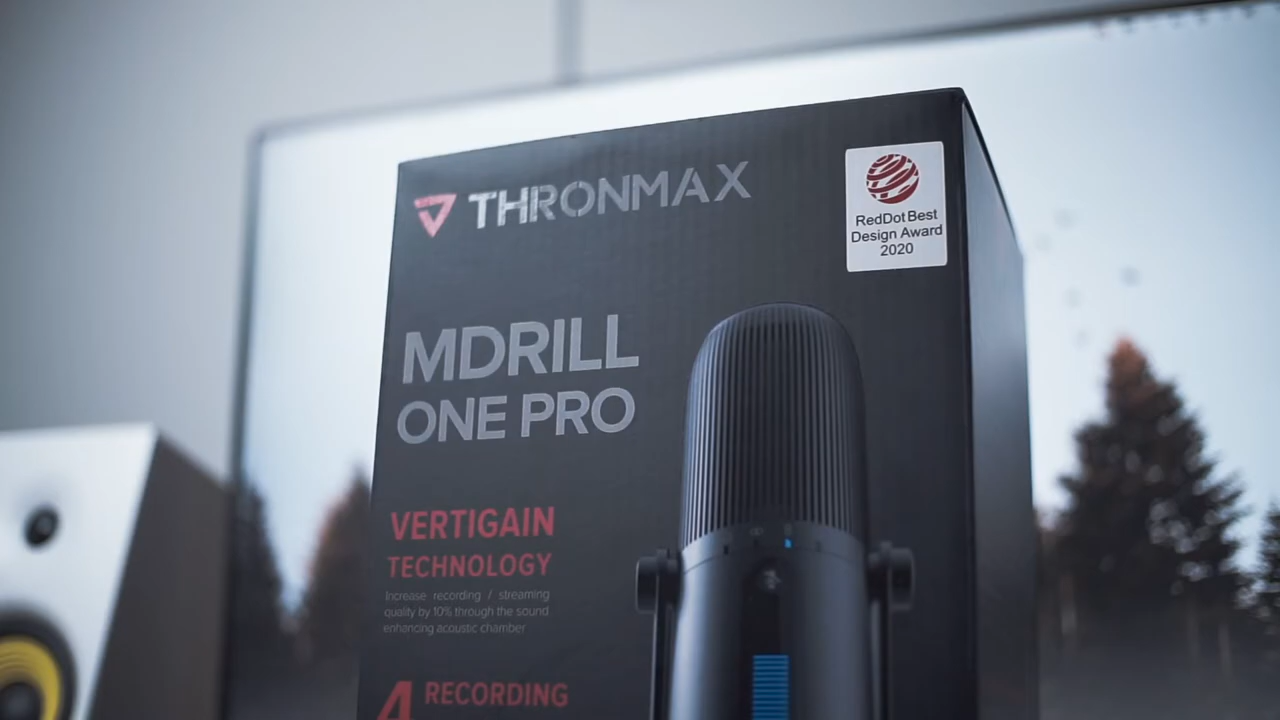 THRONMAX
RedDot Best
Design Award
2020
MDRILL
ONE PRO
VERTIGAIN
TECHNOLOGY
Increase recording / streaming
quality by 10% through the sound
enhancing acoustic chamber
4 RECORDING